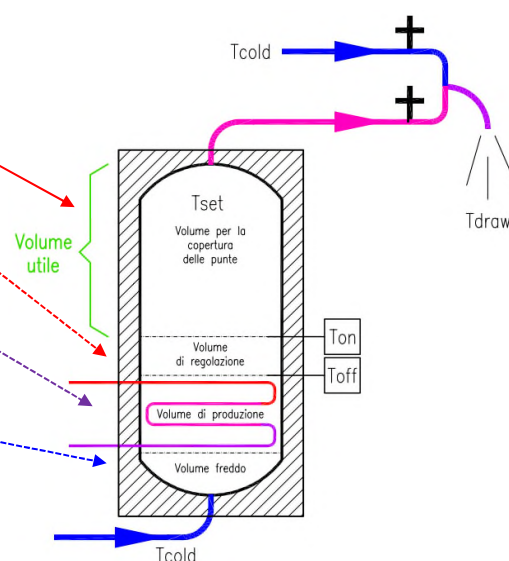 Tcold
Tset
Volume per la
copertura
delle punte
Tdraw
Volume
utile
Ton
Volume
di regolazione
Toff
Volume di produzione
Volume freddo
Tcold